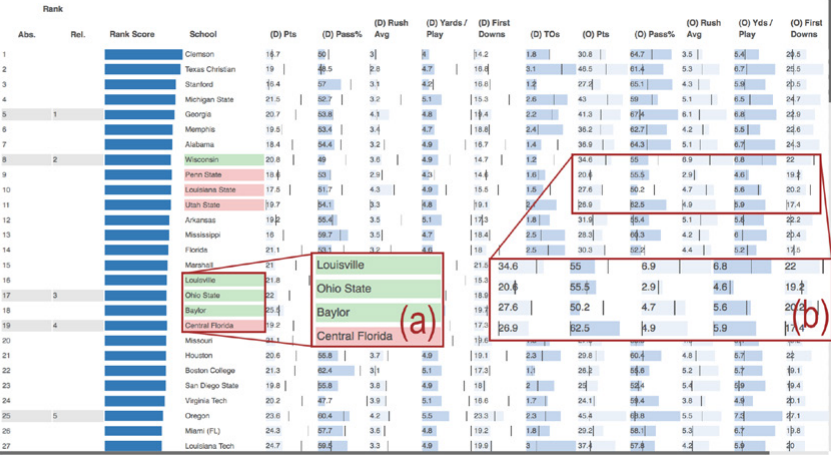 Rank
(D) Rush (D) Yards / (D) First (O) Rush (O) Yds / (O) First
Abs. Rel. Rank Score School (D) Pts (D) Pass% Avg Play Downs (D) TOs (O) Pts (O) Pass% Avg Play Downs
1 Clemson 16.7 50 3 4 14.2 1.8 30.8 64.7 3.5 5.4 20.5
2 Texas Christian 19 48.5 2.8 4.7 16.8 3.1 46.5 61.4 5.3 6.7 25.5
3 Stanford 16.4 57 3.1 4.2 16.8 1.2 27.2 65.1 4.3 5.9 20.5
4 Michigan State 21.5 52.7 3.2 5.1 15.3 2.6 43 59 5.1 6.5 24.7
5 1 Georgia 20.7 53.8 4.1 4.8 19.4 2.2 41.3 67.4 6.1 6.8 22.9
6 Memphis 19.5 53.4 3.4 4.7 18.8 2.4 36.2 62.7 4.2 5.5 22.6
7 Alabama 18.4 54.4 3.2 4.9 16.7 1.4 36.9 64.3 5.1 6.7 24.3
8 2 Wisconsin 20.8 49 3.6 4.9 14.7 1.2 34.6 55 6.9 6.8 22
9 Penn State 18.6 53 2.9 4.3 14.6 1.6 20.6 55.5 2.9 4.6 19.2
10 Louisiana State 17.5 51.7 4.3 4.9 1.5 27.6 50.2 4.7 5.6 20.2
11 Utah State 19.7 54.1 3.3 4.8 19.1 26.9 62.5 4.9 5.9 17.4
12 Arkansas 19.2 55.4 3.5 5.1 17.3 1.8 31.9 55.4 5.1 22.2
13 Mississippi 16 59.7 3.5 4.7 18.4 2.5 28.3 60.3 4.2 6 20.4
14 Florida 21.1 53.1 3.2 4.6 18 2.5 30.3 52.2 4.4 5.2 17.5
15 Marshall 21 21.5
16 Louisville 21.8
17 3 Ohio State 22 18.9
18 Baylor 25.5 19.7
19 4 Central Florida 19.2 17.3
20 Missouri 21.1
21 Houston 20.6 55.8 3.7 4.9 19.1 2.3 29.8 60.4 4.8 5.7 22
22 Boston College 21.3 62.4 3.1 5.1 17.3 1.1 26.2 55.6 5.2 5.7 19.1
23 San Diego State 19.8 55.8 3.8 4.9 18 2 25 52.4 5.4 5.9 19.4
24 Virginia Tech 20.2 47.7 3.9 5.1 16.6 1.7 24.1 59.4 3.8 4.9 20.1
25 5 Oregon 23.6 60.4 4.2 5.5 23.3 2.3 45.4 68.8 5.5 7.3 27.1
26 Miami (FL) 24.3 57.7 3.6 4.8 19.2 1.8 29.2 58.1 5.3 6.7 19.8
27 Louisiana Tech 24.7 59.5 3.3 4.9 19.9 3 37.4 57.8 4.2 5.9 20
Louisville
Ohio State
Baylor
Central Florida
(a)
34.6 55 6.9 6.8 22
20.6 55.5 2.9 4.6 19.2
27.6 50.2 4.7 5.6 20.2
26.9 62.5 4.9 5.9 17.4
(b)